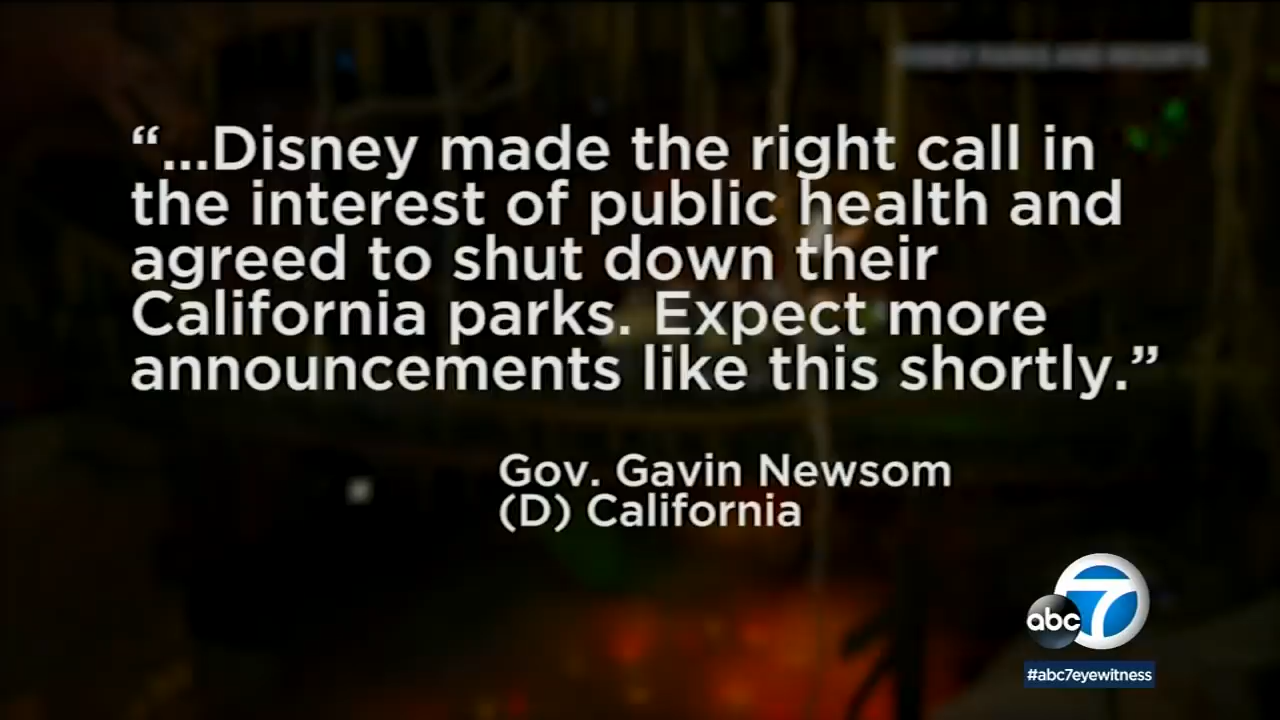 “...Disney made the right call in
the interest of public health and
agreed to shut down their
California parks. Expect more
announcements like this shortly.”
Gov. Gavin Newsom
(D) California
abc 7
#abc7eyewitness